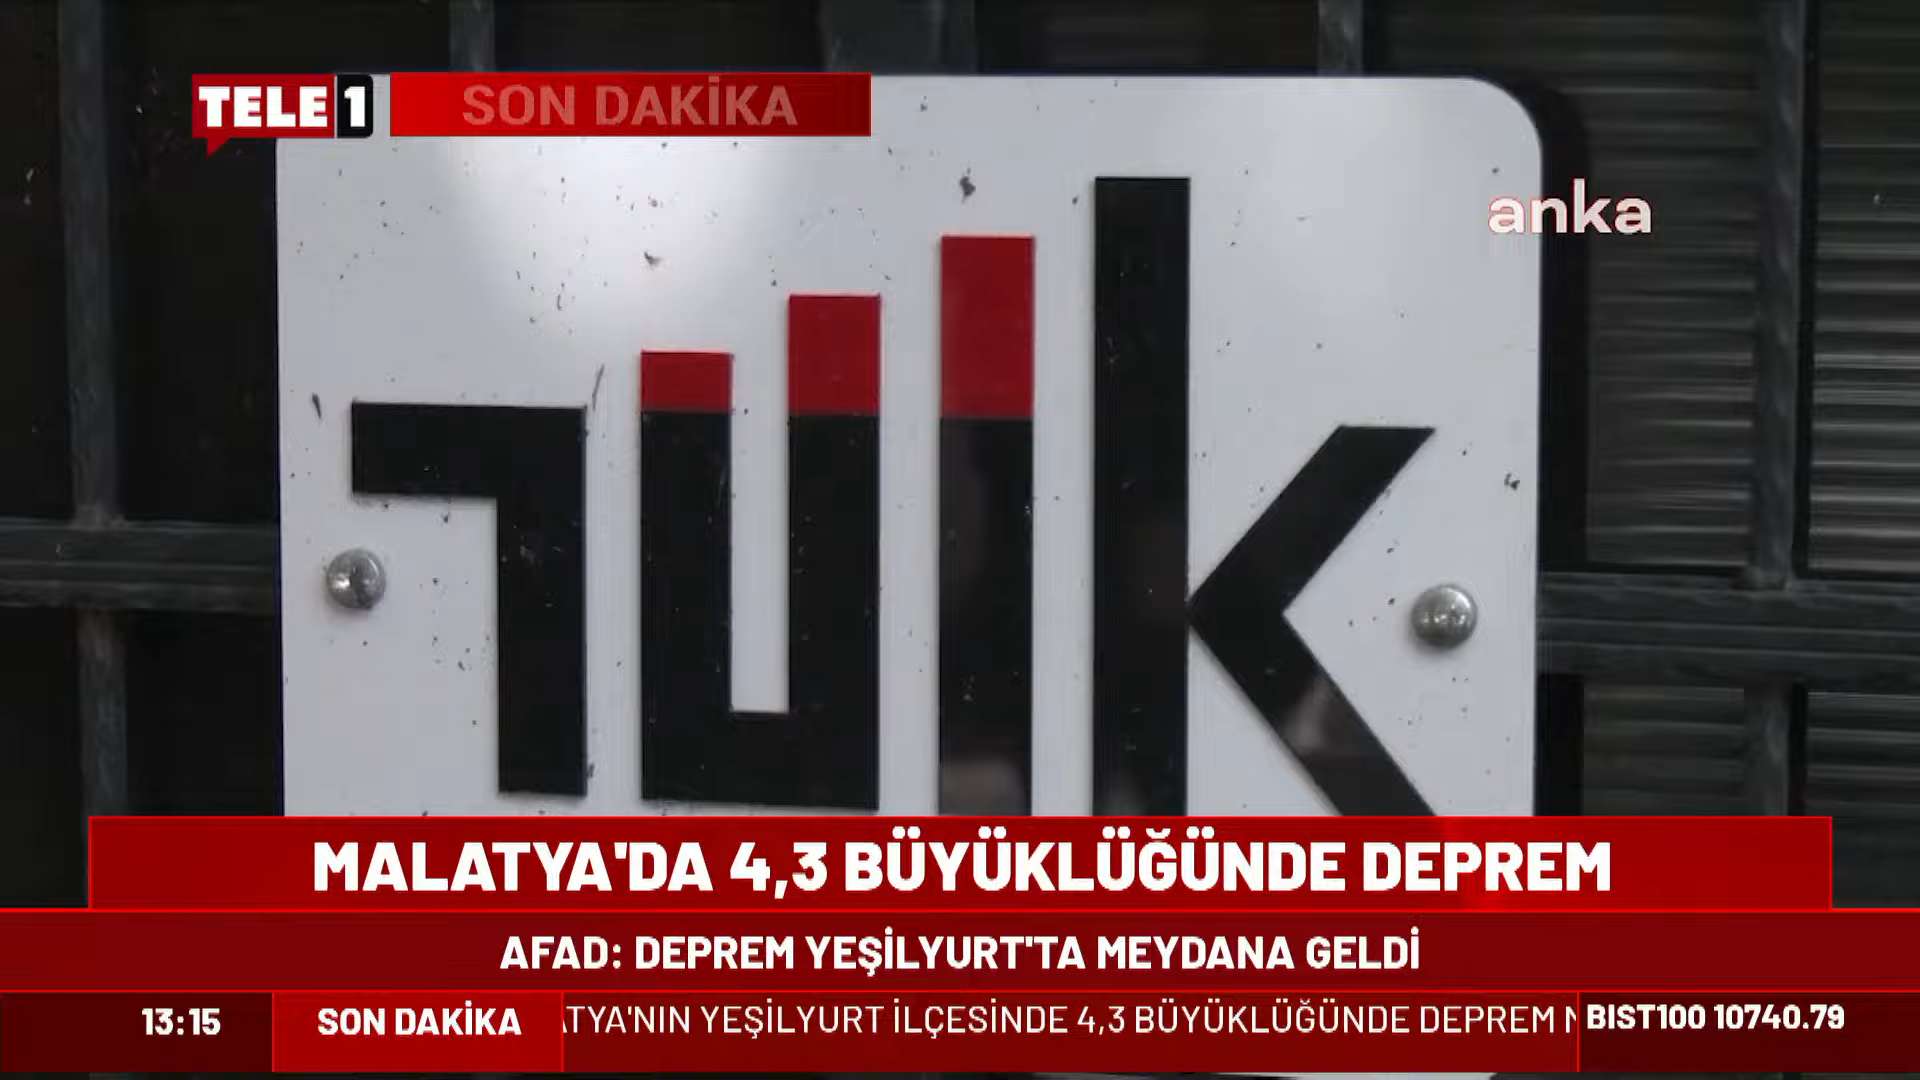 TELE1
SON DAKİKA
anka
TÜİK
MALATYA'DA 4,3 BÜYÜKLÜĞÜNDE DEPREM
AFAD: DEPREM YEŞİLYURT'TA MEYDANA GELDİ
13:15
SON DAKİKA
ATYA'NIN YEŞİLYURT İLÇESİNDE 4,3 BÜYÜKLÜĞÜNDE DEPREM
BIST100 10740.79